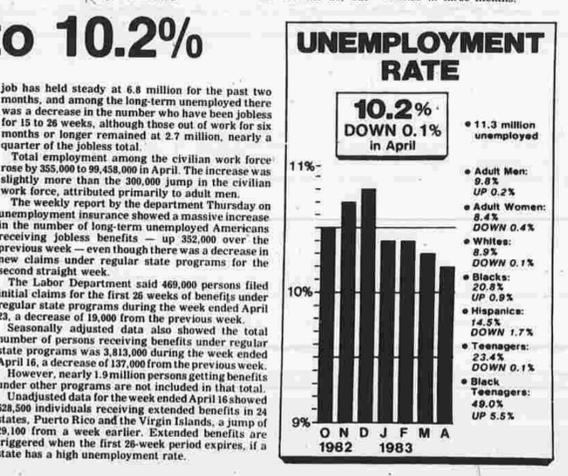 to 10.2%
job has held steady at 6.8 million for the past two
months, and among the long-term unemployed there
was a decrease in the number who have been jobless
for 15 to 26 weeks, although those out of work for six
months or longer remained at 2.7 million, nearly a
quarter of the jobless total.
Total employment among the civilian work force
rose by 355,000 to 99,458,000 in April. The increase was
slightly more than the 300,000 jump in the civilian
work force, attributed primarily to adult men.
The weekly report by the department Thursday on
unemployment insurance showed a massive increase
in the number of long-term unemployed Americans
receiving jobless benefits — up 352,000 over the
previous week — even though there was a decrease in
new claims under regular state programs for the
second straight week.
The Labor Department said 469,000 persons filed
initial claims for the first 26 weeks of benefits under
regular state programs during the week ended April
23, a decrease of 19,000 from the previous week.
Seasonally adjusted data also showed the total
number of persons receiving benefits under regular
state programs was 3,813,000 during the week ended
April 16, a decrease of 137,000 from the previous week.
However, nearly 1.9 million persons getting benefits
under other programs are not included in that total.
Unadjusted data for the week ended April 16 showed
528,500 individuals receiving extended benefits in 24
states, Puerto Rico and the Virgin Islands, a jump of
29,100 from a week earlier. Extended benefits are
triggered when the first 26-week period expires, if a
state has a high unemployment rate.
UNEMPLOYMENT
RATE
10.2%
DOWN 0.1%
in April
• 11.3 million
unemployed
• Adult Men:
9.8%
UP 0.2%
• Adult Women:
8.4%
DOWN 0.4%
• Whites:
8.9%
DOWN 0.1%
• Blacks:
20.8%
UP 0.9%
• Hispanics:
14.5%
DOWN 1.7%
• Teenagers:
23.4%
DOWN 0.1%
• Black
Teenagers:
49.0%
UP 5.5%
11%
10%
9%
O N D J F M A
1982 1983